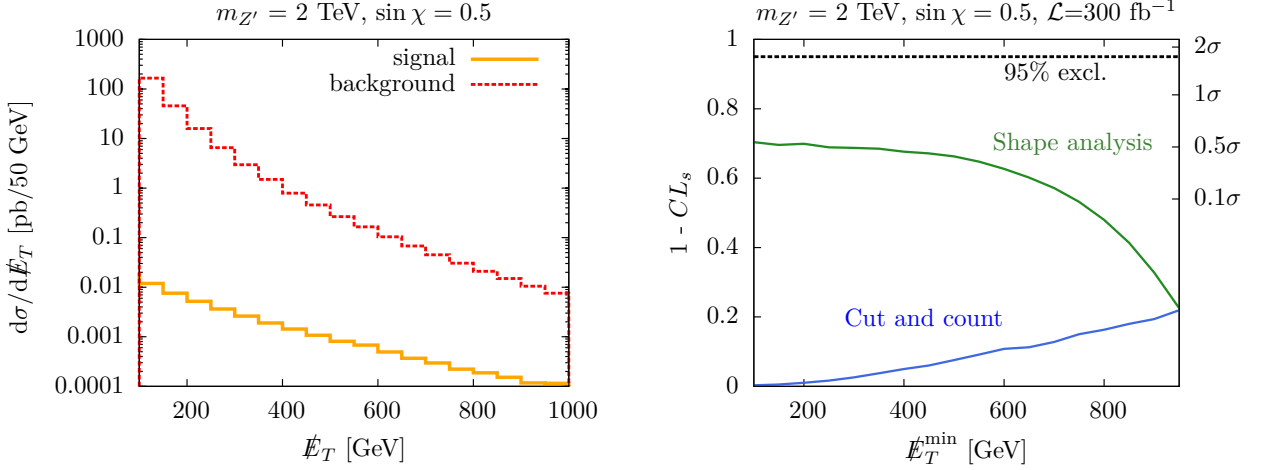 m_{Z'} = 2 TeV, sin χ = 0.5
dσ/dE̸_T [pb/50 GeV]
1000
100
10
1
0.1
0.01
0.001
0.0001
signal
background
200
400
600
800
1000
E̸_T [GeV]
m_{Z'} = 2 TeV, sin χ = 0.5, ℒ=300 fb⁻¹
1 - CL_s
1
0.8
0.6
0.4
0.2
0
95% excl.
Shape analysis
Cut and count
2σ
1σ
0.5σ
0.1σ
200
400
600
800
E̸_T^{min} [GeV]